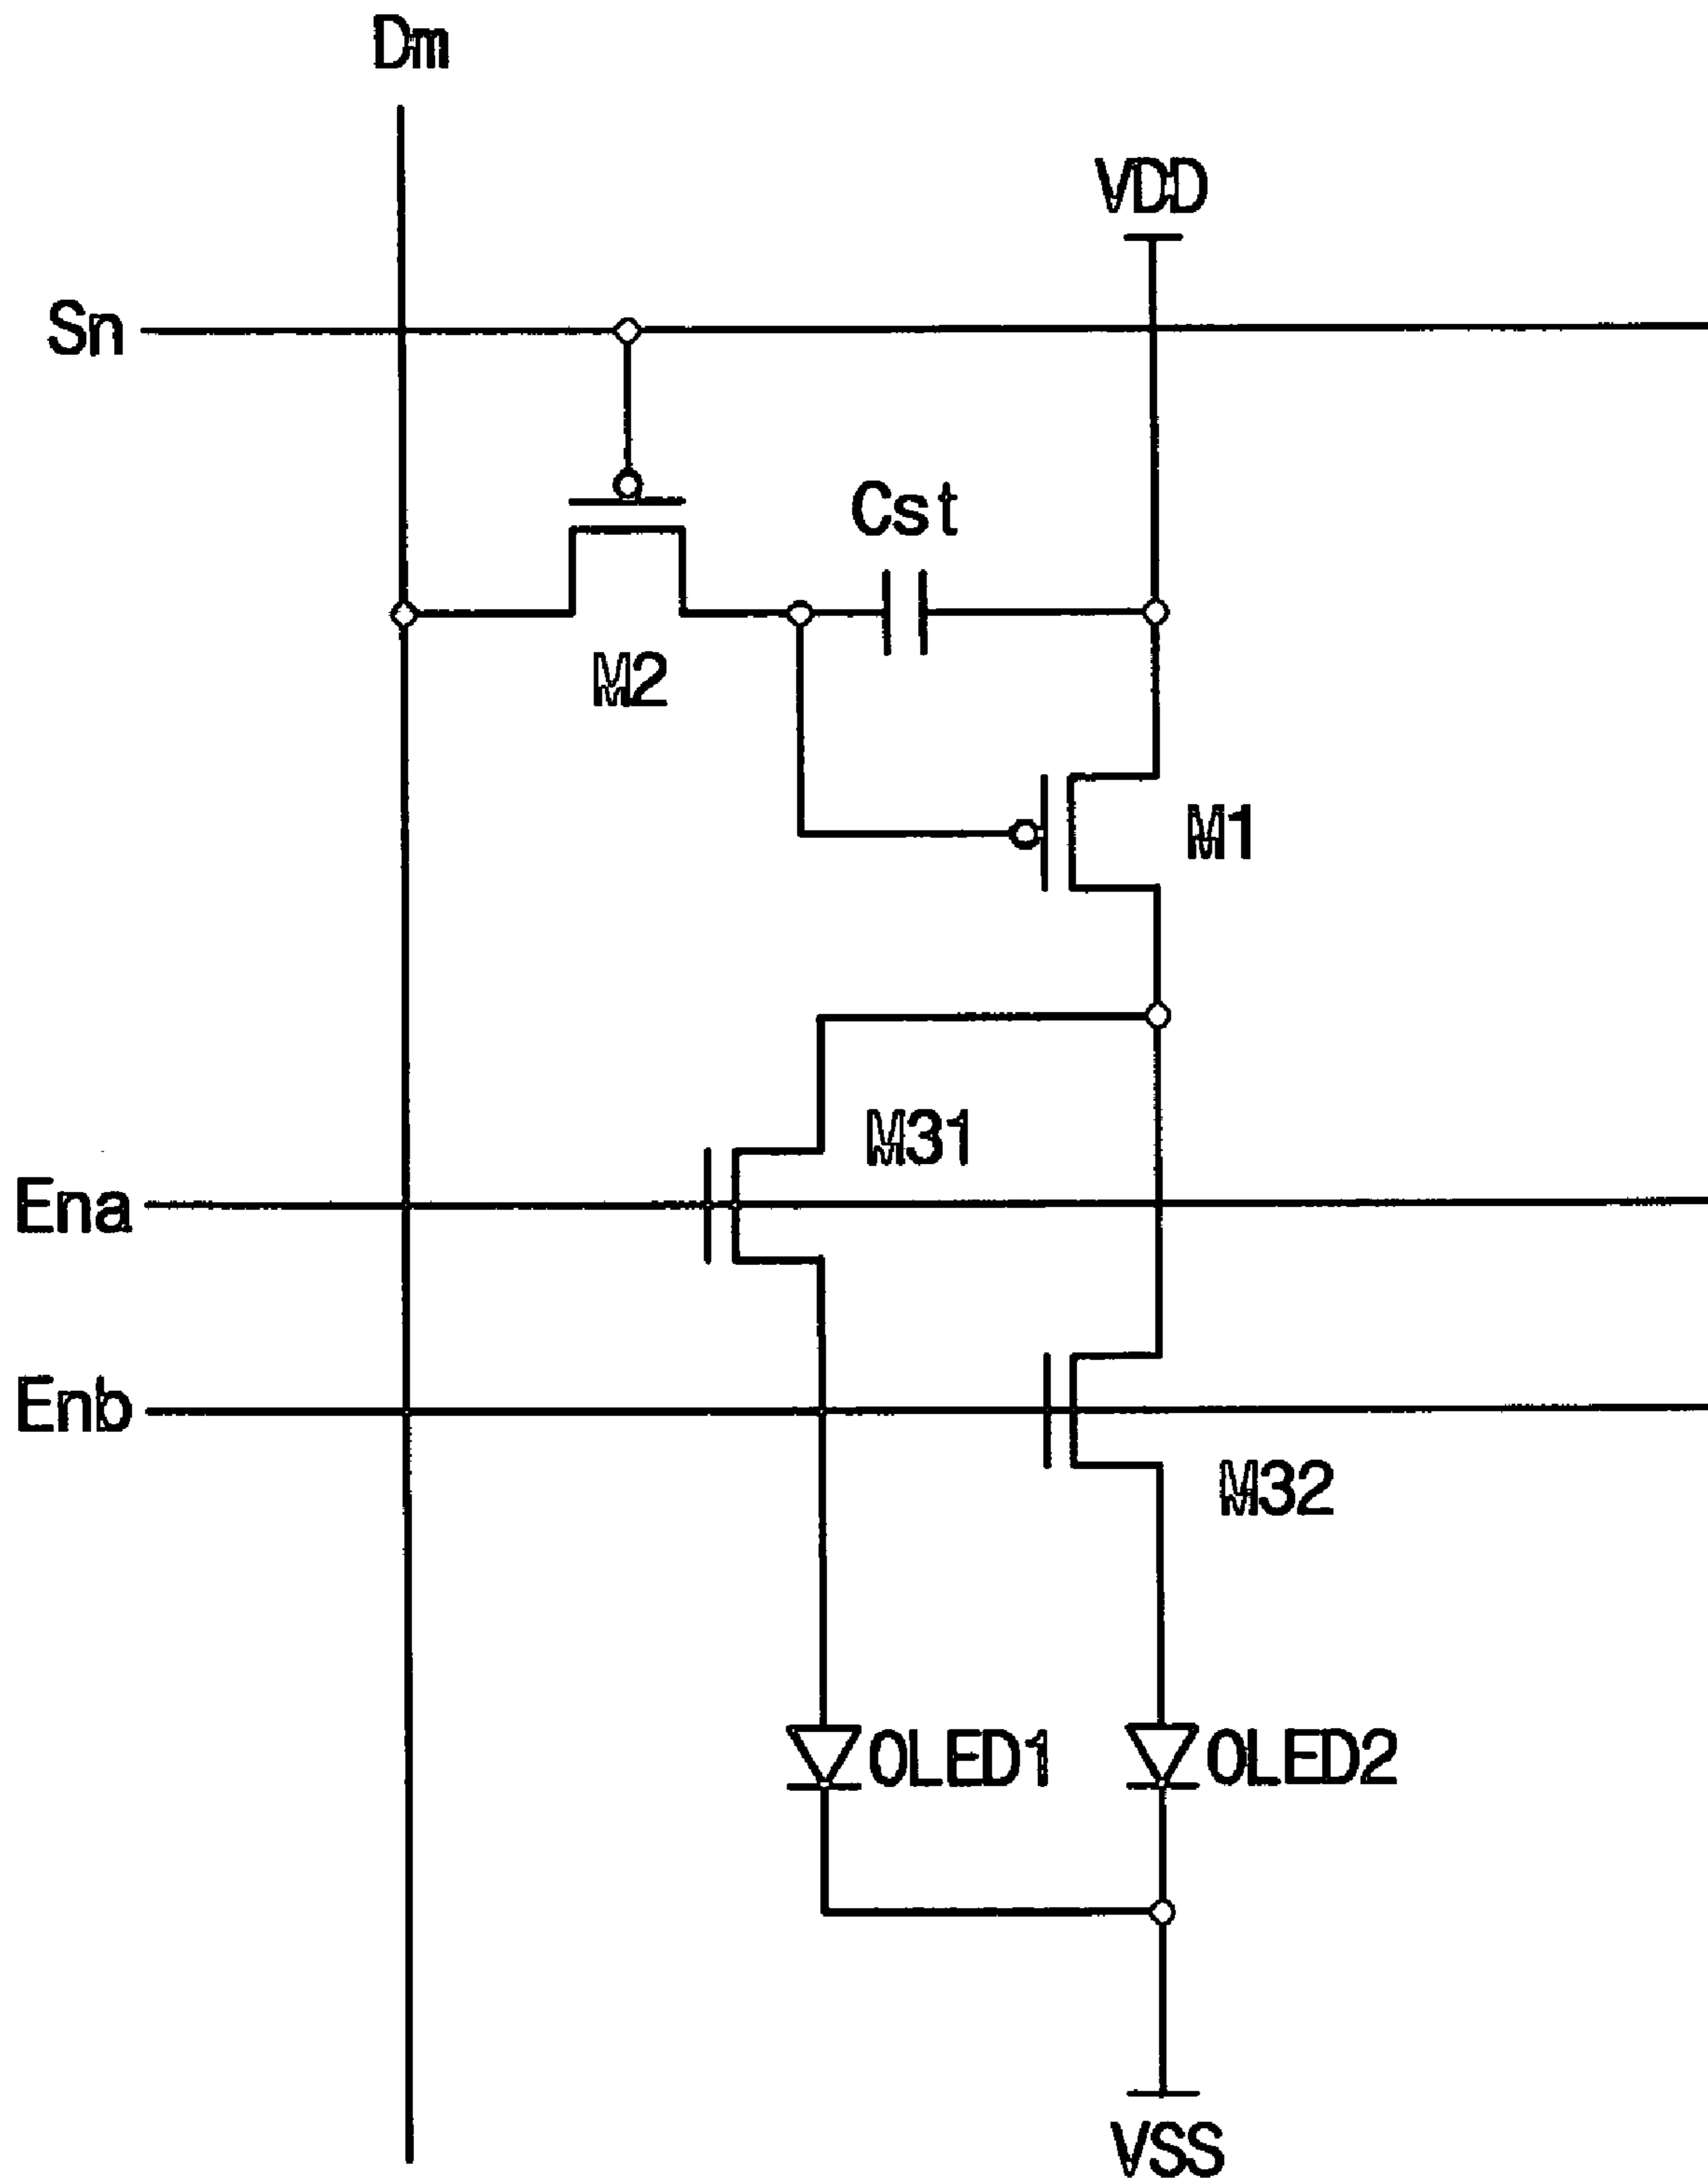 Dm
VDD
Sn
Cst
M2
M1
M31
Ena
Enb
M32
OLED1
OLED2
VSS